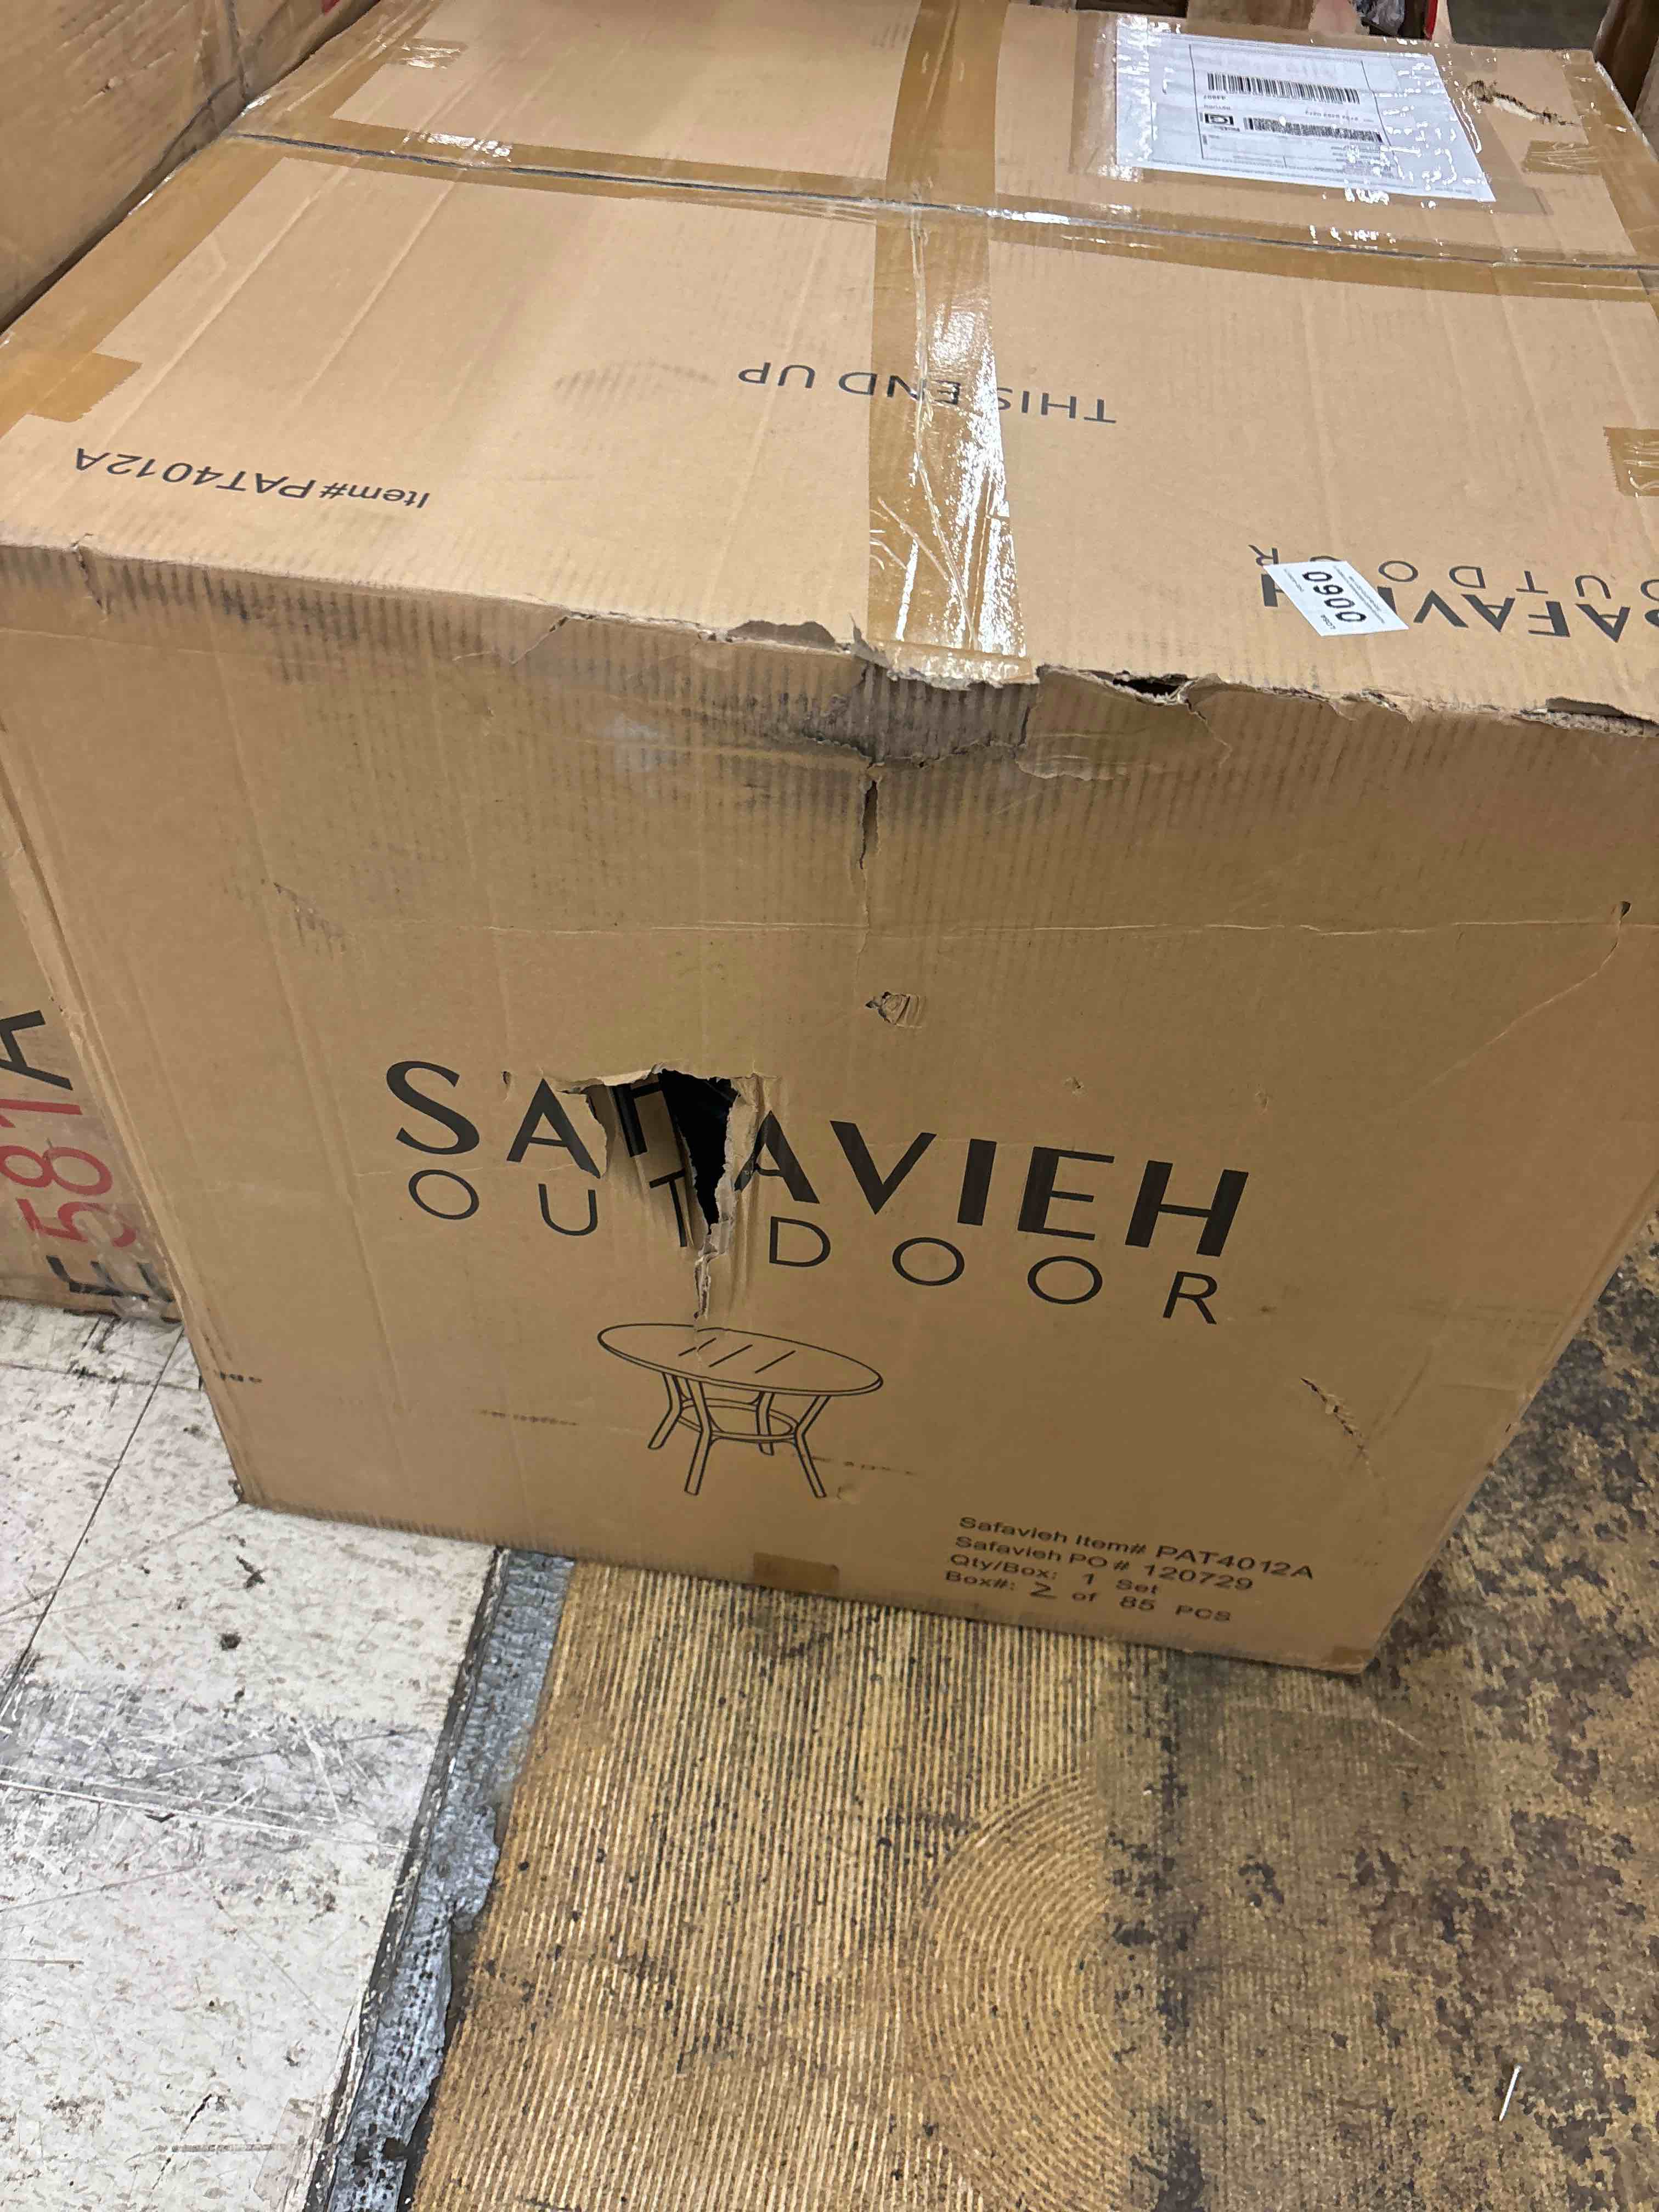 THIS END UP
Item# PAT4012A
SAFAVIEH
OUTDOOR
0060
SAFAVIEH
OUTDOOR
Safavieh Item# PAT4012A
Safavieh PO# 120729
Qty/Box: 1 Set
Box#: 2 of 85 PCS
581A